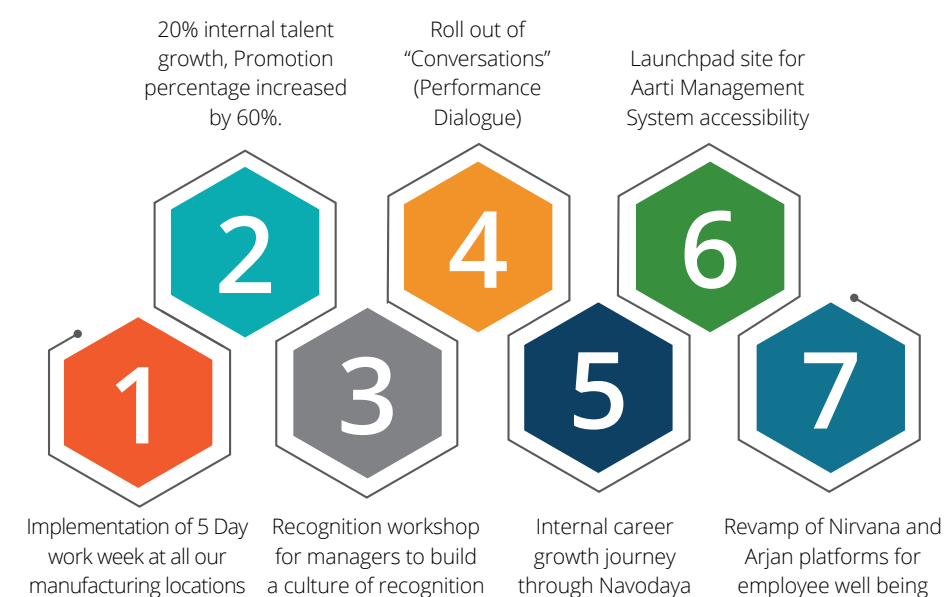 20% internal talent
growth, Promotion
percentage increased
by 60%.
Roll out of
“Conversations”
(Performance
Dialogue)
Launchpad site for
Aarti Management
System accessibility
2
4
6
1
3
5
7
Implementation of 5 Day
work week at all our
manufacturing locations
Recognition workshop
for managers to build
a culture of recognition
Internal career
growth journey
through Navodaya
Revamp of Nirvana and
Arjan platforms for
employee well being